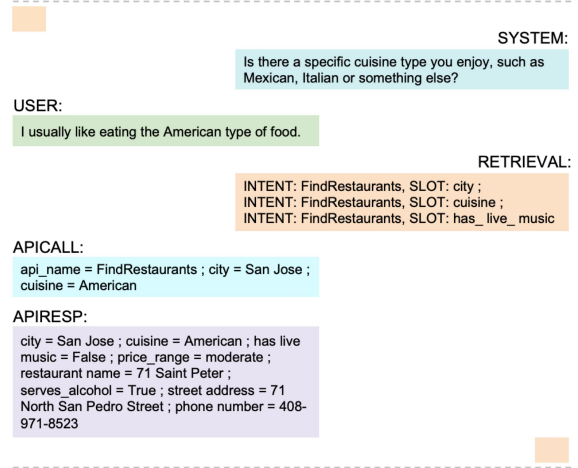 SYSTEM:
Is there a specific cuisine type you enjoy, such as
Mexican, Italian or something else?
USER:
I usually like eating the American type of food.
RETRIEVAL:
INTENT: FindRestaurants, SLOT: city ;
INTENT: FindRestaurants, SLOT: cuisine ;
INTENT: FindRestaurants, SLOT: has_ live_ music
APICALL:
api_name = FindRestaurants ; city = San Jose ;
cuisine = American
APIRESP:
city = San Jose ; cuisine = American ; has live
music = False ; price_range = moderate ;
restaurant name = 71 Saint Peter ;
serves_alcohol = True ; street address = 71
North San Pedro Street ; phone number = 408-
971-8523